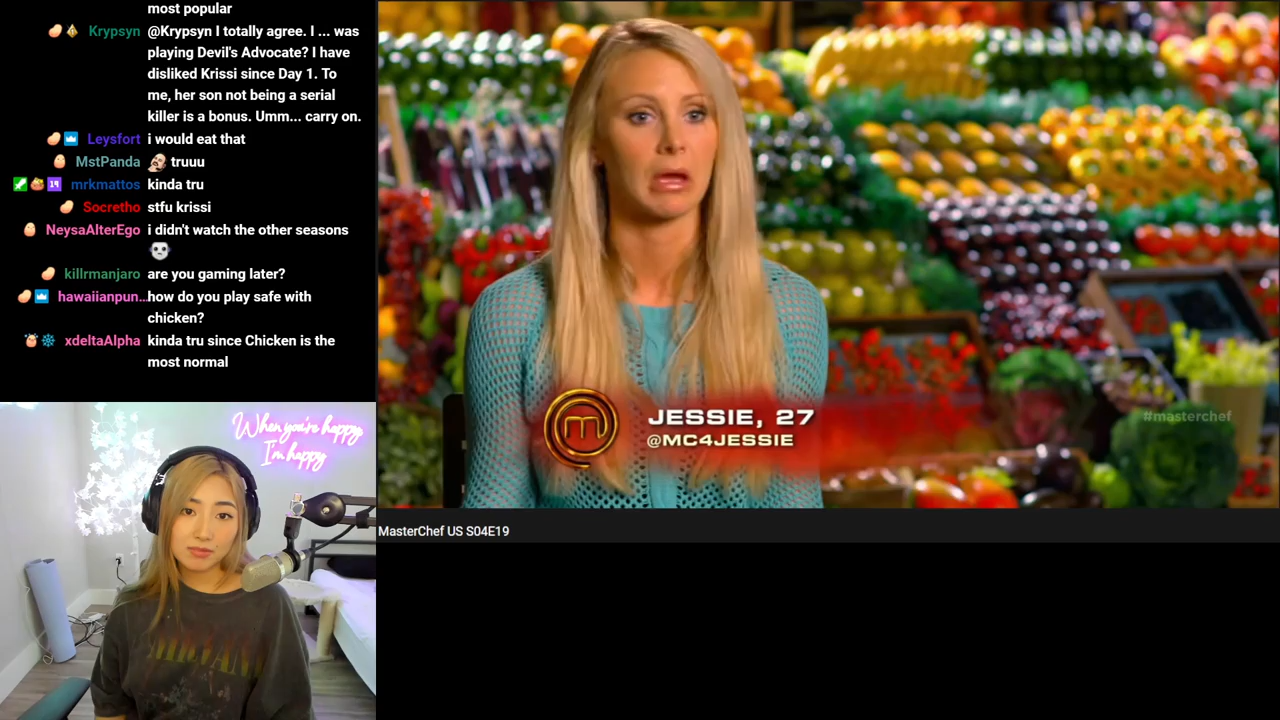 most popular
Krypsyn @Krypsyn I totally agree. I ... was
playing Devil's Advocate? I have
disliked Krissi since Day 1. To
me, her son not being a serial
killer is a bonus. Umm... carry on.
Leysfort i would eat that
MstPanda truuu
19 mrkmattos kinda tru
Socretho stfu krissi
NeysaAlterEgo i didn't watch the other seasons
killrmanjaro are you gaming later?
hawaiianpun... how do you play safe with
chicken?
xdeltaAlpha kinda tru since Chicken is the
most normal
When you're happy
I'm happy
JESSIE, 27
@MC4JESSIE
#masterchef
MasterChef US S04E19